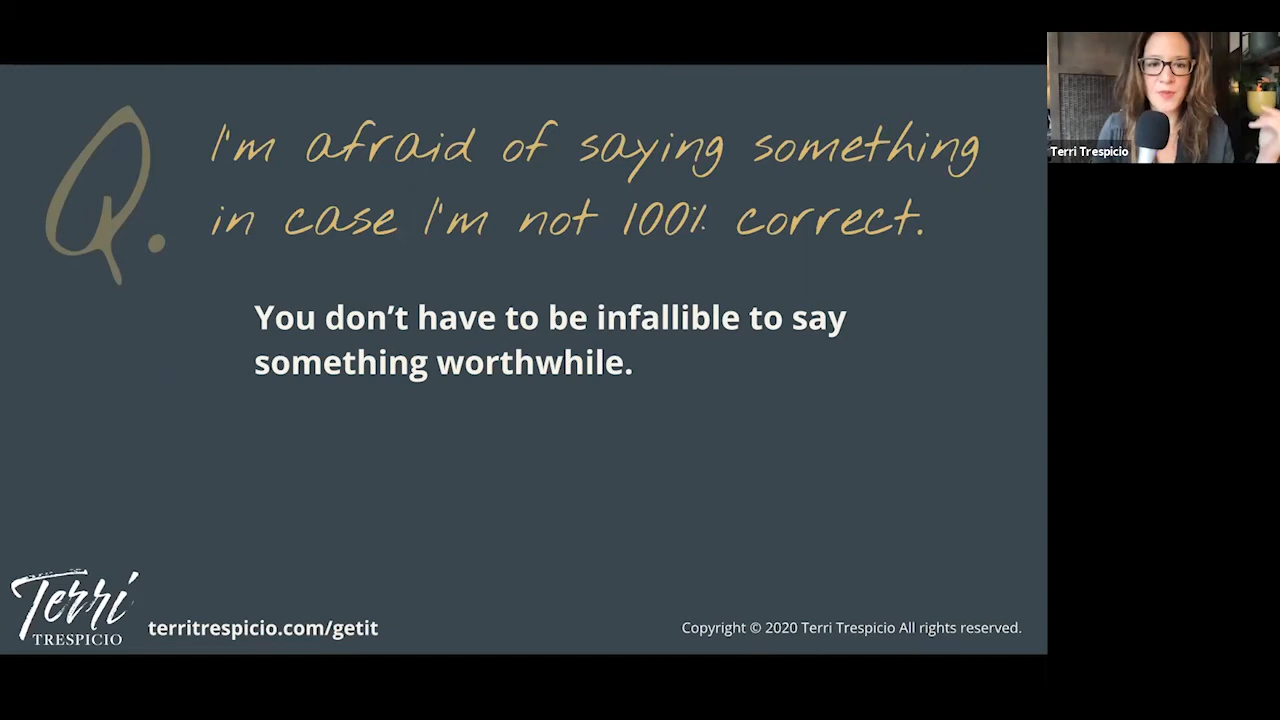 Q.
I'm afraid of saying something
in case I'm not 100% correct.
You don't have to be infallible to say
something worthwhile.
Terri
TRESPICIO
territrespicio.com/getit
Copyright © 2020 Terri Trespicio All rights reserved.
Terri Trespicio